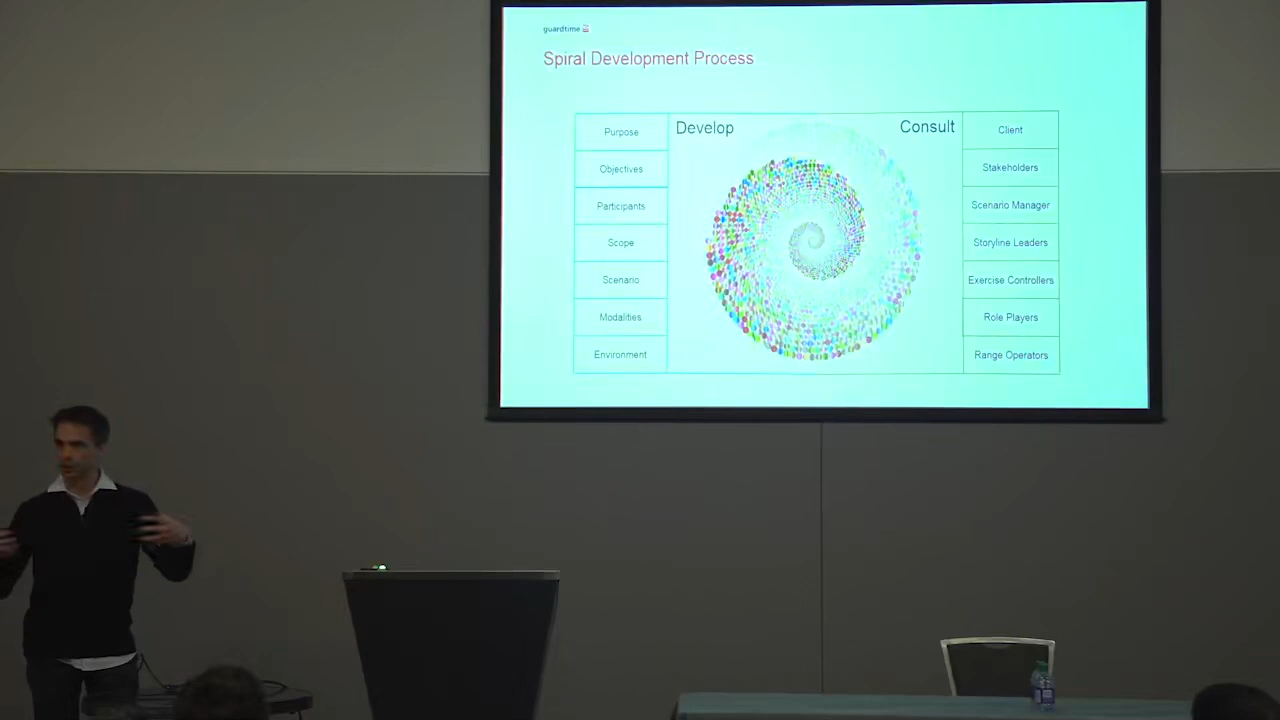 guardtime
Spiral Development Process
Develop
Consult
Purpose
Objectives
Participants
Scope
Scenario
Modalities
Environment
Client
Stakeholders
Scenario Manager
Storyline Leaders
Exercise Controllers
Role Players
Range Operators